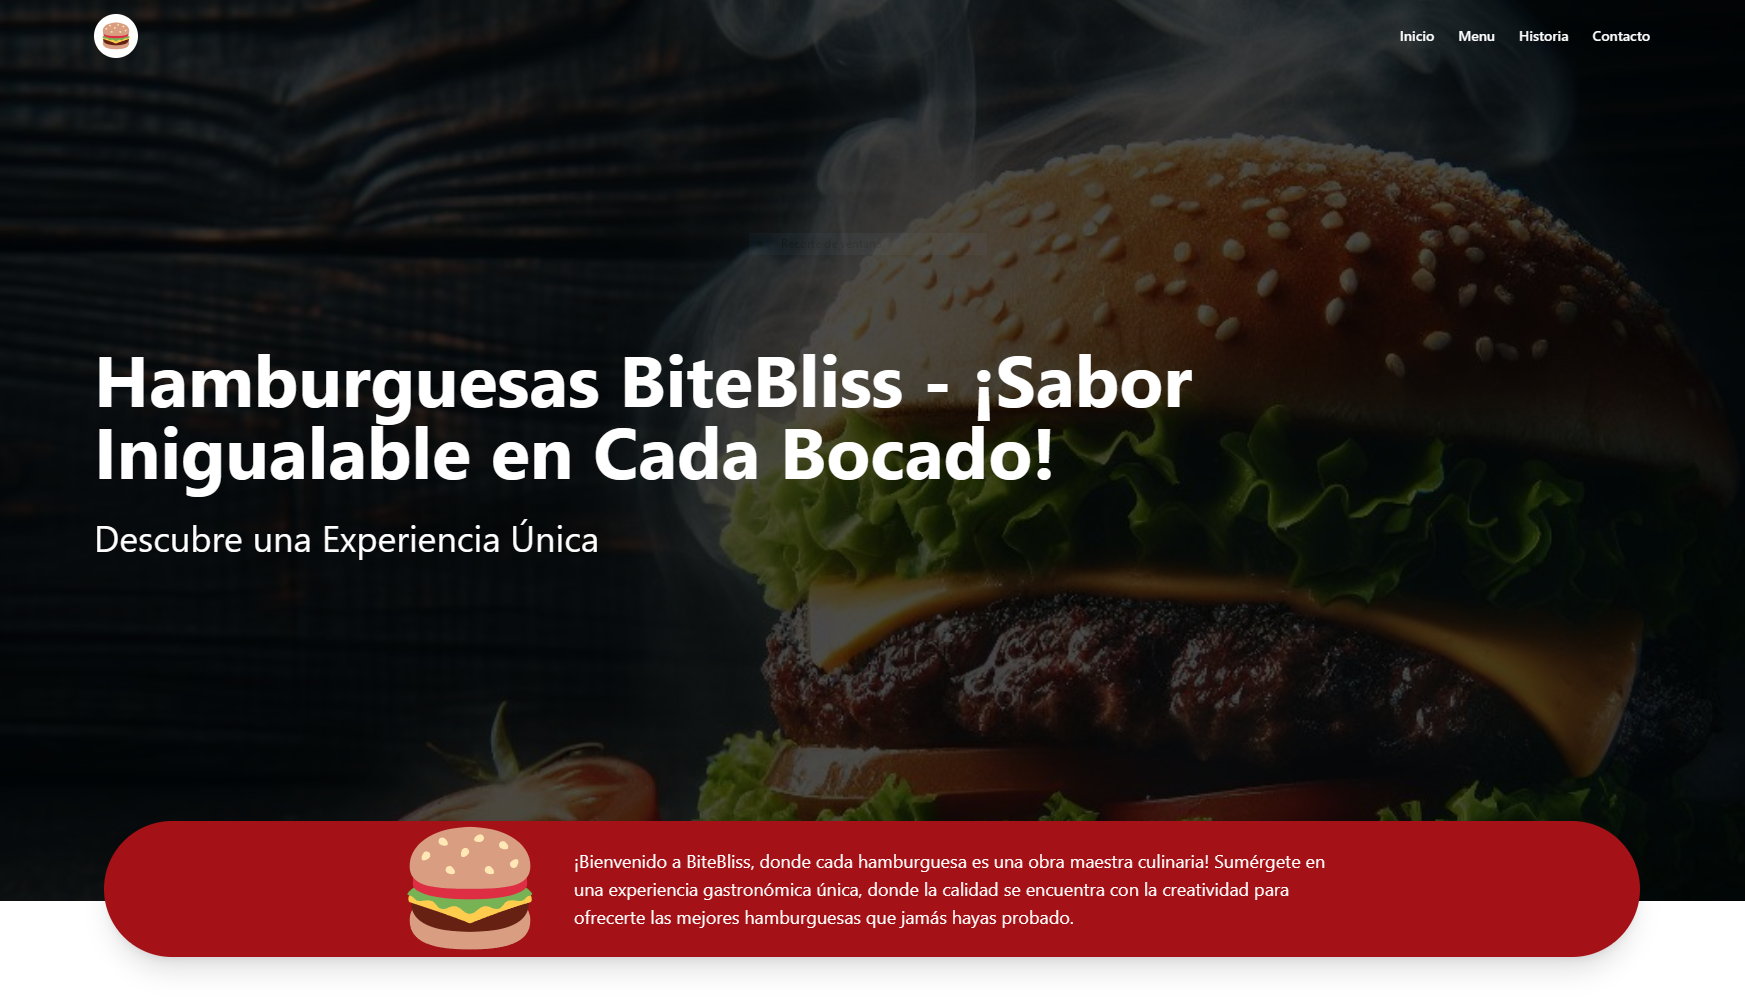 Inicio Menu Historia Contacto
Hamburguesas BiteBliss - ¡Sabor
Inigualable en Cada Bocado!
Descubre una Experiencia Única
¡Bienvenido a BiteBliss, donde cada hamburguesa es una obra maestra culinaria! Sumérgete en
una experiencia gastronómica única, donde la calidad se encuentra con la creatividad para
ofrecerte las mejores hamburguesas que jamás hayas probado.